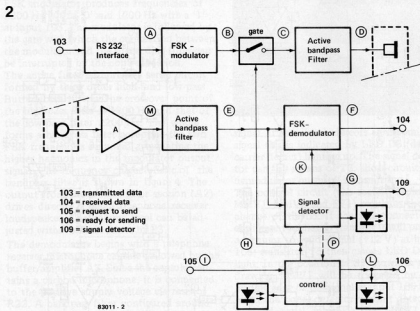 2
103
RS 232
Interface
A
FSK-
modulator
B
gate
C
Active
bandpass
Filter
D
A
M
Active
bandpass
filter
E
FSK-
demodulator
F
104
K
G
109
Signal
detector
H
P
105
I
control
L
106
103 = transmitted data
104 = received data
105 = request to send
106 = ready for sending
109 = signal detector
83011 - 2